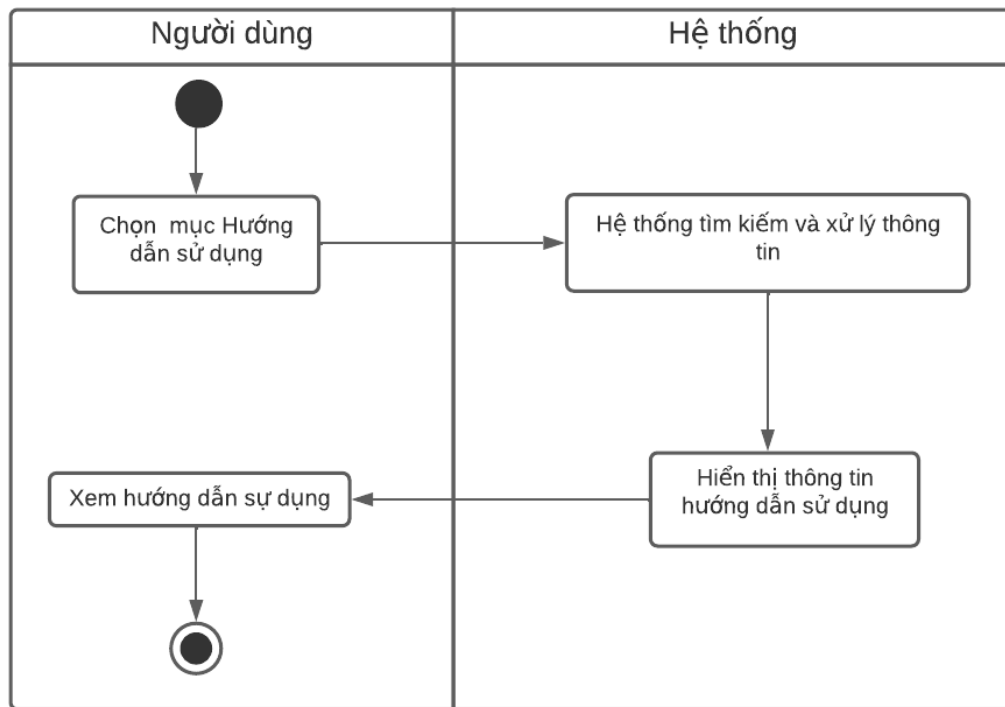 Người dùng
Hệ thống
Chọn mục Hướng
dẫn sử dụng
Hệ thống tìm kiếm và xử lý thông
tin
Hiển thị thông tin
hướng dẫn sử dụng
Xem hướng dẫn sự dụng